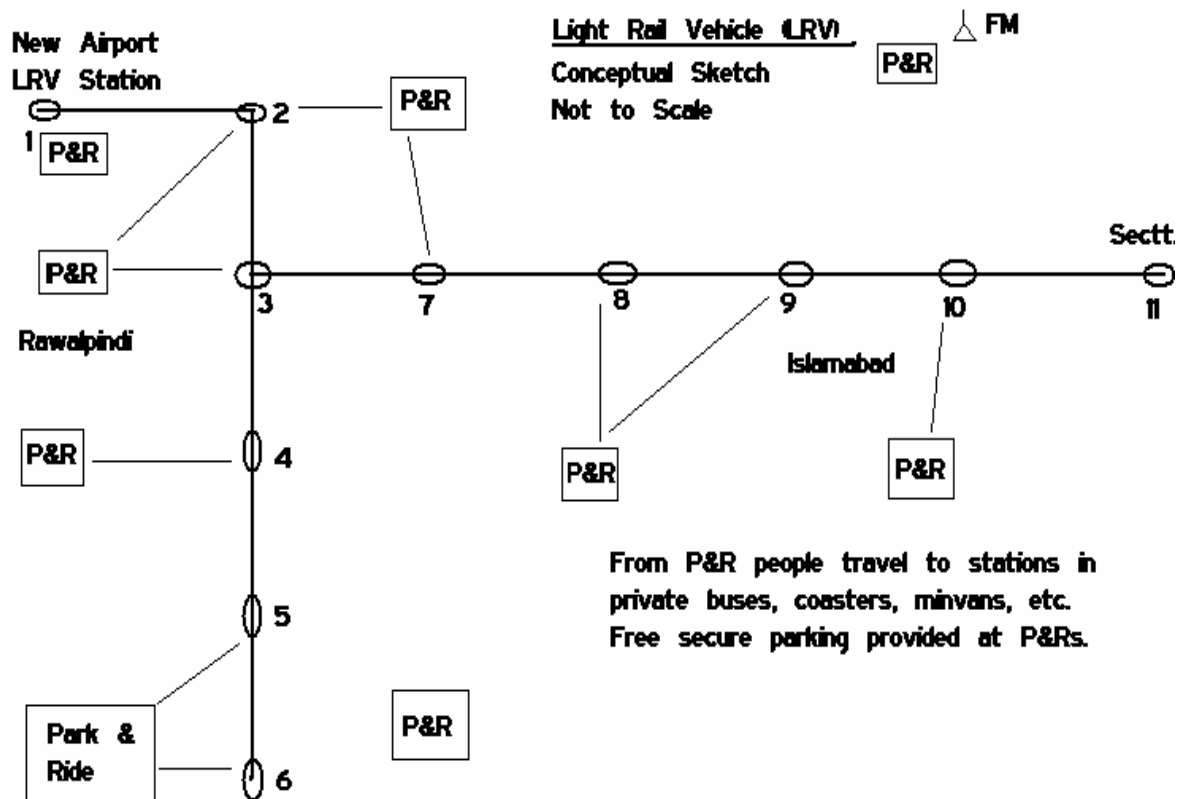 New Airport
LRV Station
Light Rail Vehicle (LRV)
Conceptual Sketch
Not to Scale
FM
P&R
P&R
1
2
P&R
P&R
Sectt.
3
7
8
9
10
11
Rawalpindi
Islamabad
P&R
4
P&R
P&R
From P&R people travel to stations in
private buses, coasters, minvans, etc.
Free secure parking provided at P&Rs.
5
Park &
Ride
P&R
6